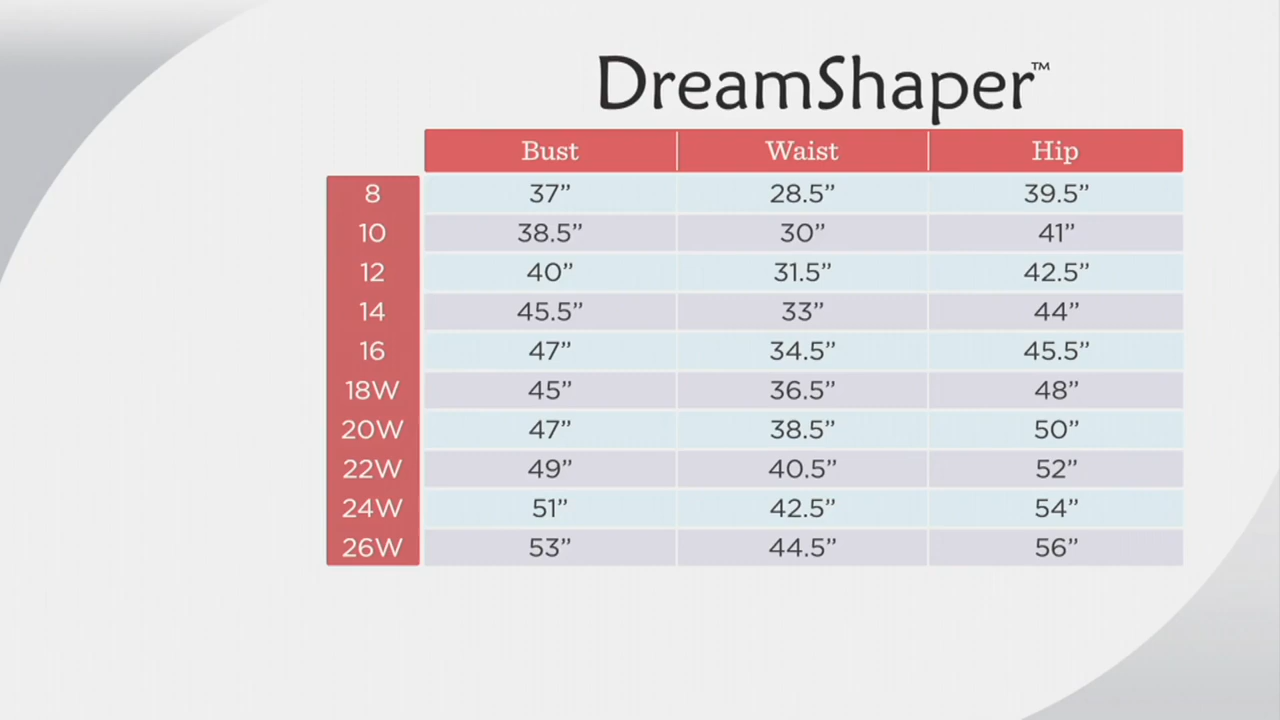 DreamShaper™
Bust Waist Hip
8 37” 28.5” 39.5”
10 38.5” 30” 41”
12 40” 31.5” 42.5”
14 45.5” 33” 44”
16 47” 34.5” 45.5”
18W 45” 36.5” 48”
20W 47” 38.5” 50”
22W 49” 40.5” 52”
24W 51” 42.5” 54”
26W 53” 44.5” 56”